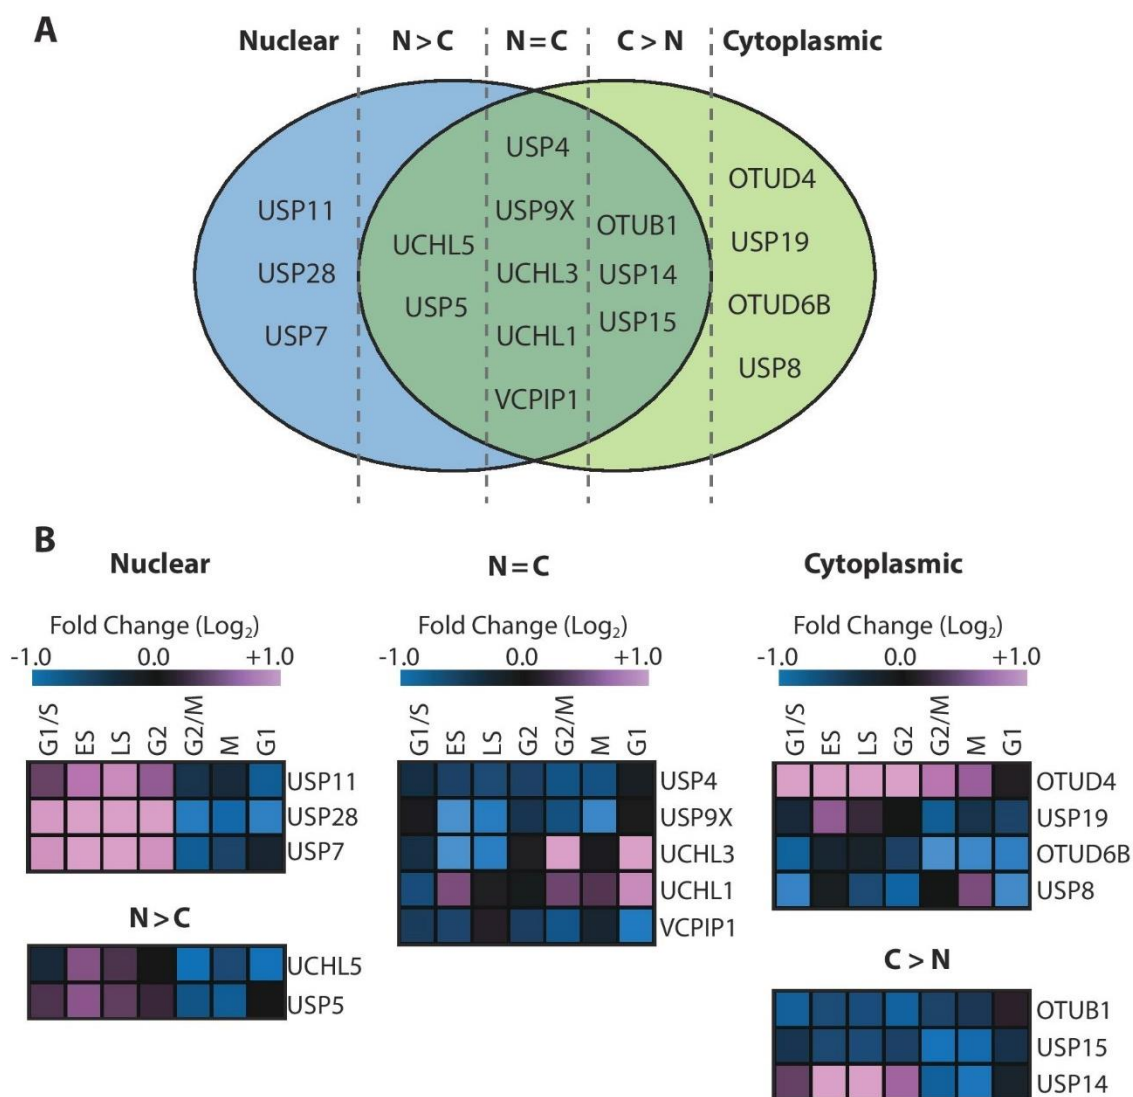 A
Nuclear N > C N = C C > N Cytoplasmic
USP4
OTUD4
USP11 USP9X OTUB1 USP19
UCHL5
USP28 UCHL3 USP14
USP5 USP15 OTUD6B
USP7 UCHL1
USP8
VCPIP1
B
Nuclear
Fold Change (Log₂)
-1.0 0.0 +1.0
G1/S ES LS G2 G2/M M G1
USP11
USP28
USP7
N > C
UCHL5
USP5
N = C
Fold Change (Log₂)
-1.0 0.0 +1.0
G1/S ES LS G2 G2/M M G1
USP4
USP9X
UCHL3
UCHL1
VCPIP1
Cytoplasmic
Fold Change (Log₂)
-1.0 0.0 +1.0
G1/S ES LS G2 G2/M M G1
OTUD4
USP19
OTUD6B
USP8
C > N
OTUB1
USP15
USP14